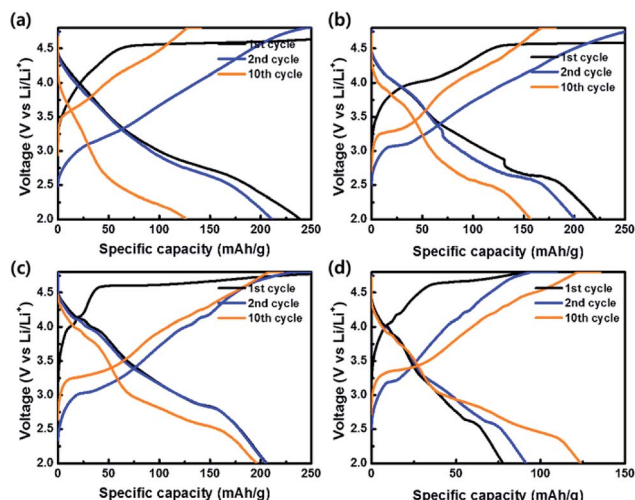 (a)
4.5
4.0
3.5
3.0
2.5
2.0
Voltage (V vs Li/Li+)
1st cycle
2nd cycle
10th cycle
0 50 100 150 200 250
Specific capacity (mAh/g)
(b)
4.5
4.0
3.5
3.0
2.5
2.0
Voltage (V vs Li/Li+)
1st cycle
2nd cycle
10th cycle
0 50 100 150 200 250
Specific capacity (mAh/g)
(c)
4.5
4.0
3.5
3.0
2.5
2.0
Voltage (V vs Li/Li+)
1st cycle
2nd cycle
10th cycle
0 50 100 150 200 250
Specific capacity (mAh/g)
(d)
4.5
4.0
3.5
3.0
2.5
2.0
Voltage (V vs Li/Li+)
1st cycle
2nd cycle
10th cycle
0 50 100 150
Specific capacity (mAh/g)